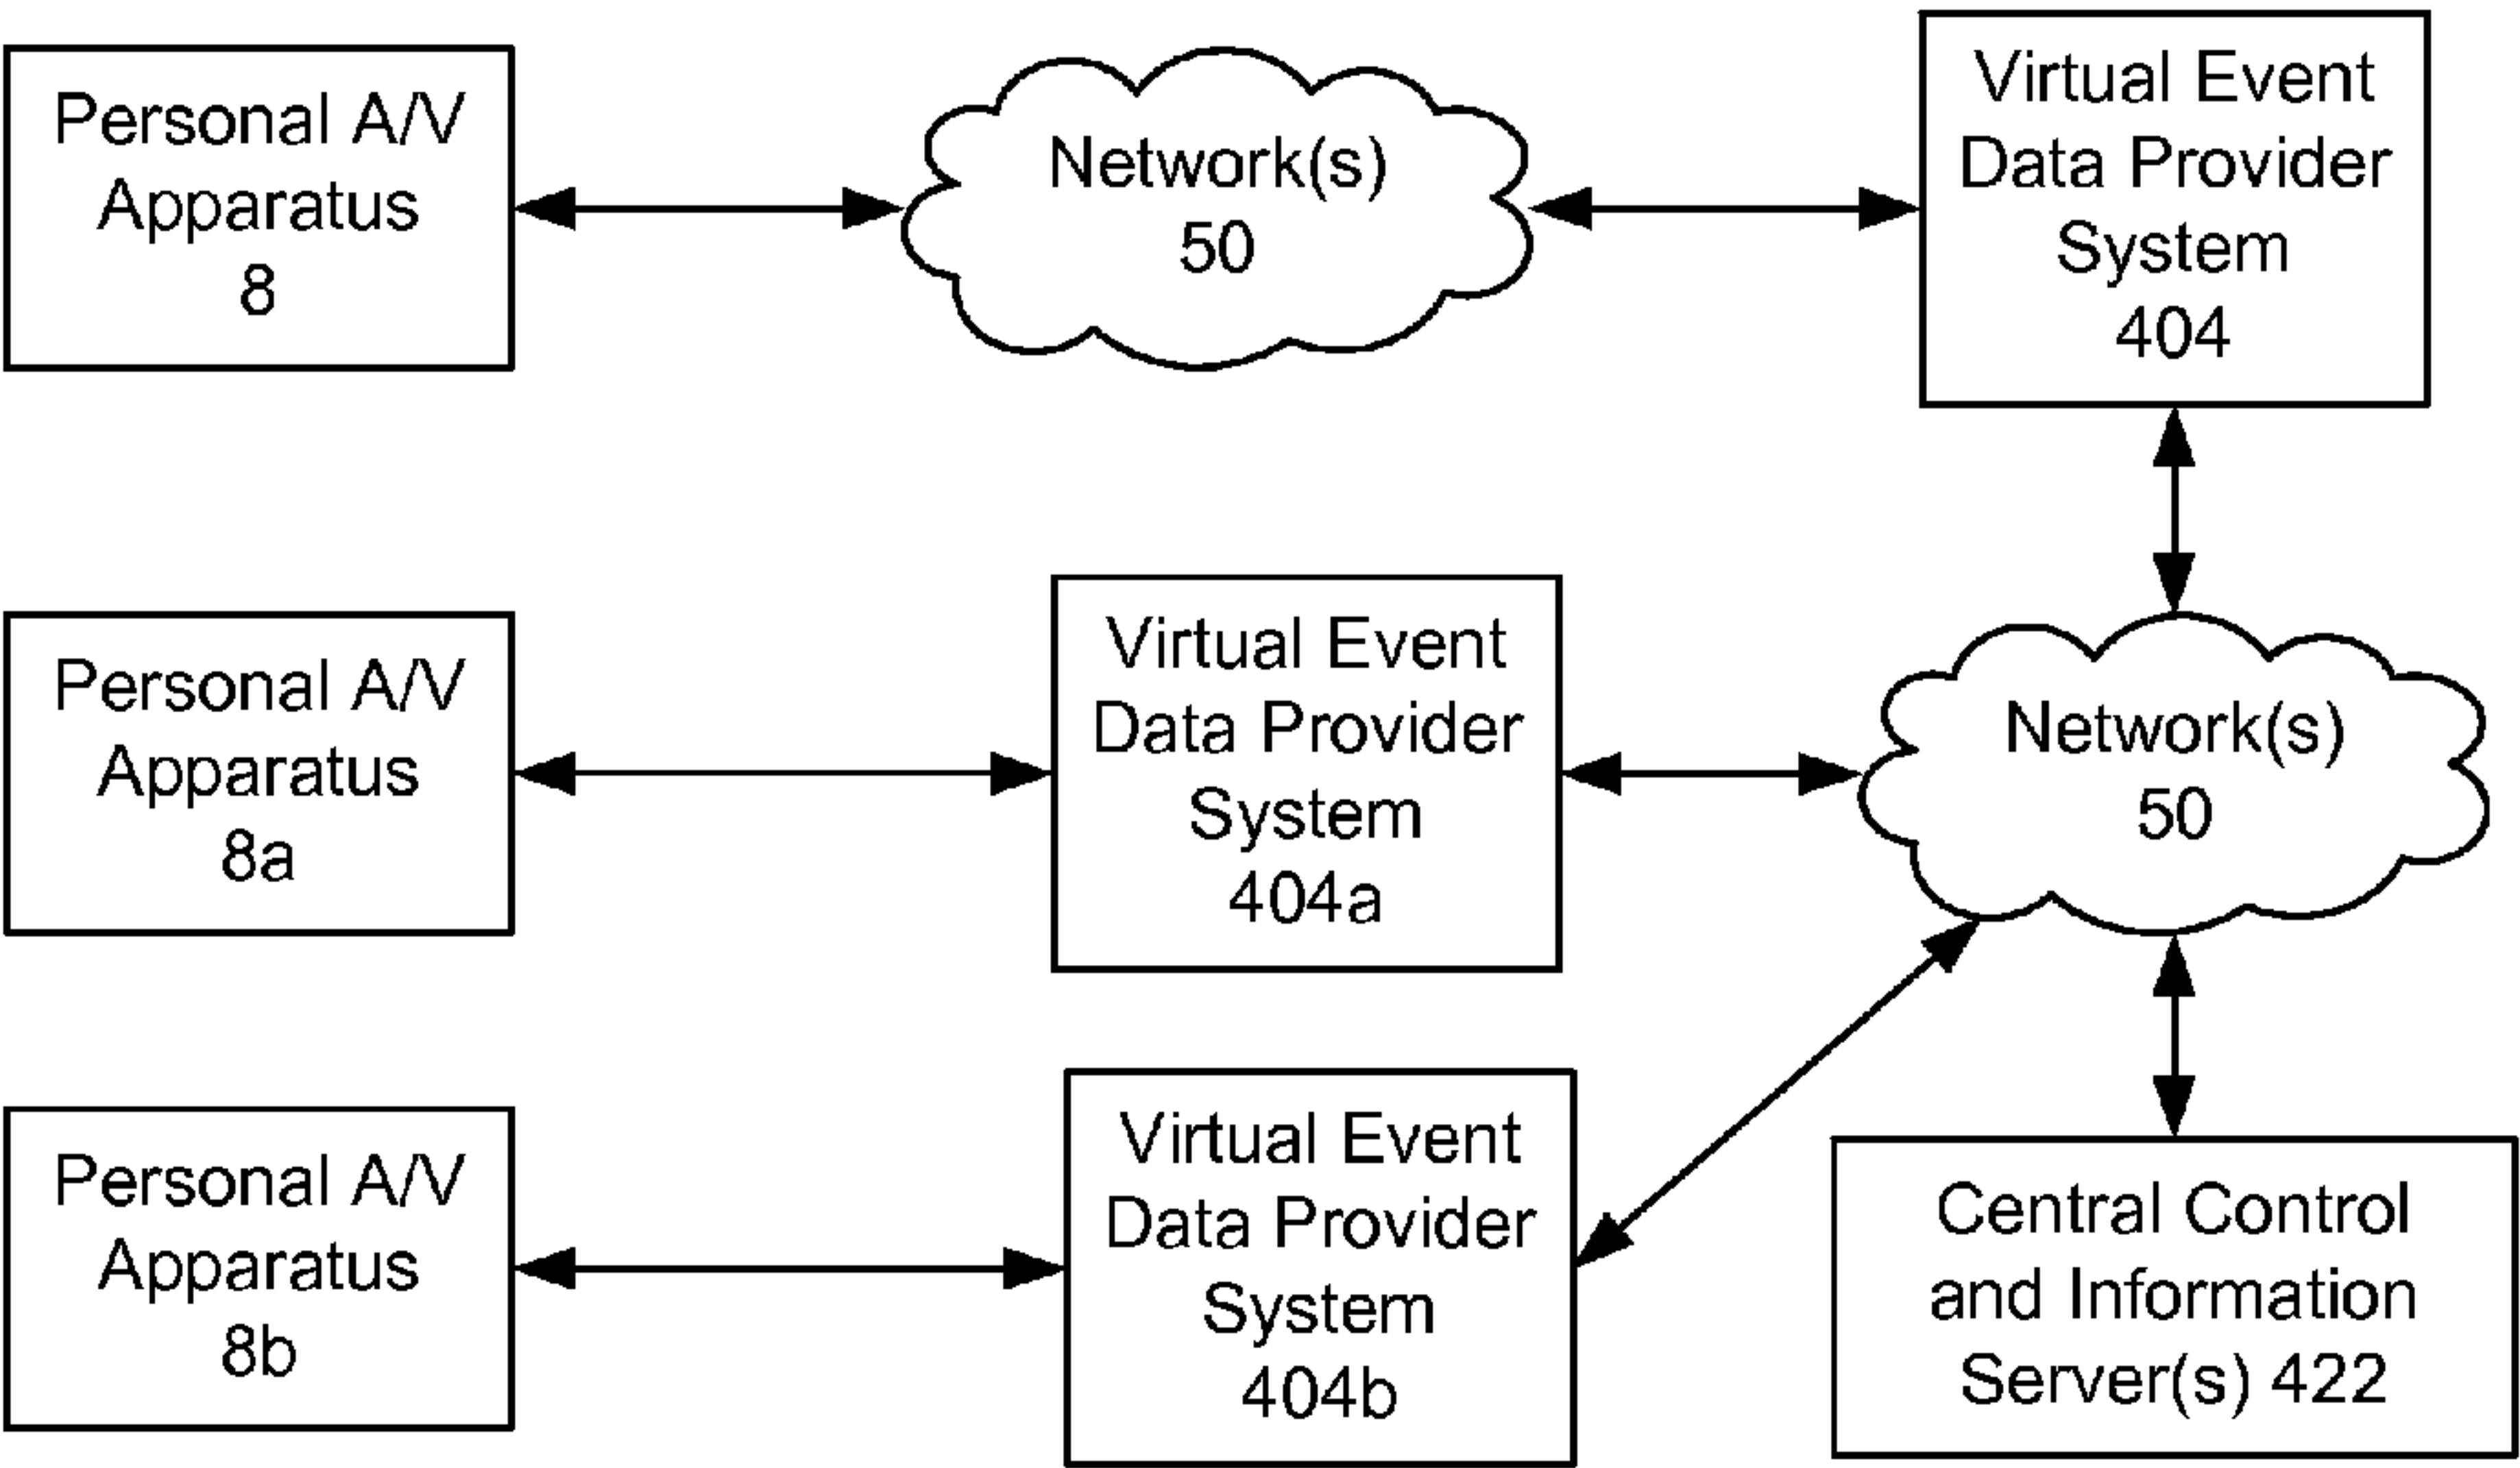 Personal A/V
Apparatus
8
Network(s)
50
Virtual Event
Data Provider
System
404
Personal A/V
Apparatus
8a
Virtual Event
Data Provider
System
404a
Network(s)
50
Personal A/V
Apparatus
8b
Virtual Event
Data Provider
System
404b
Central Control
and Information
Server(s) 422